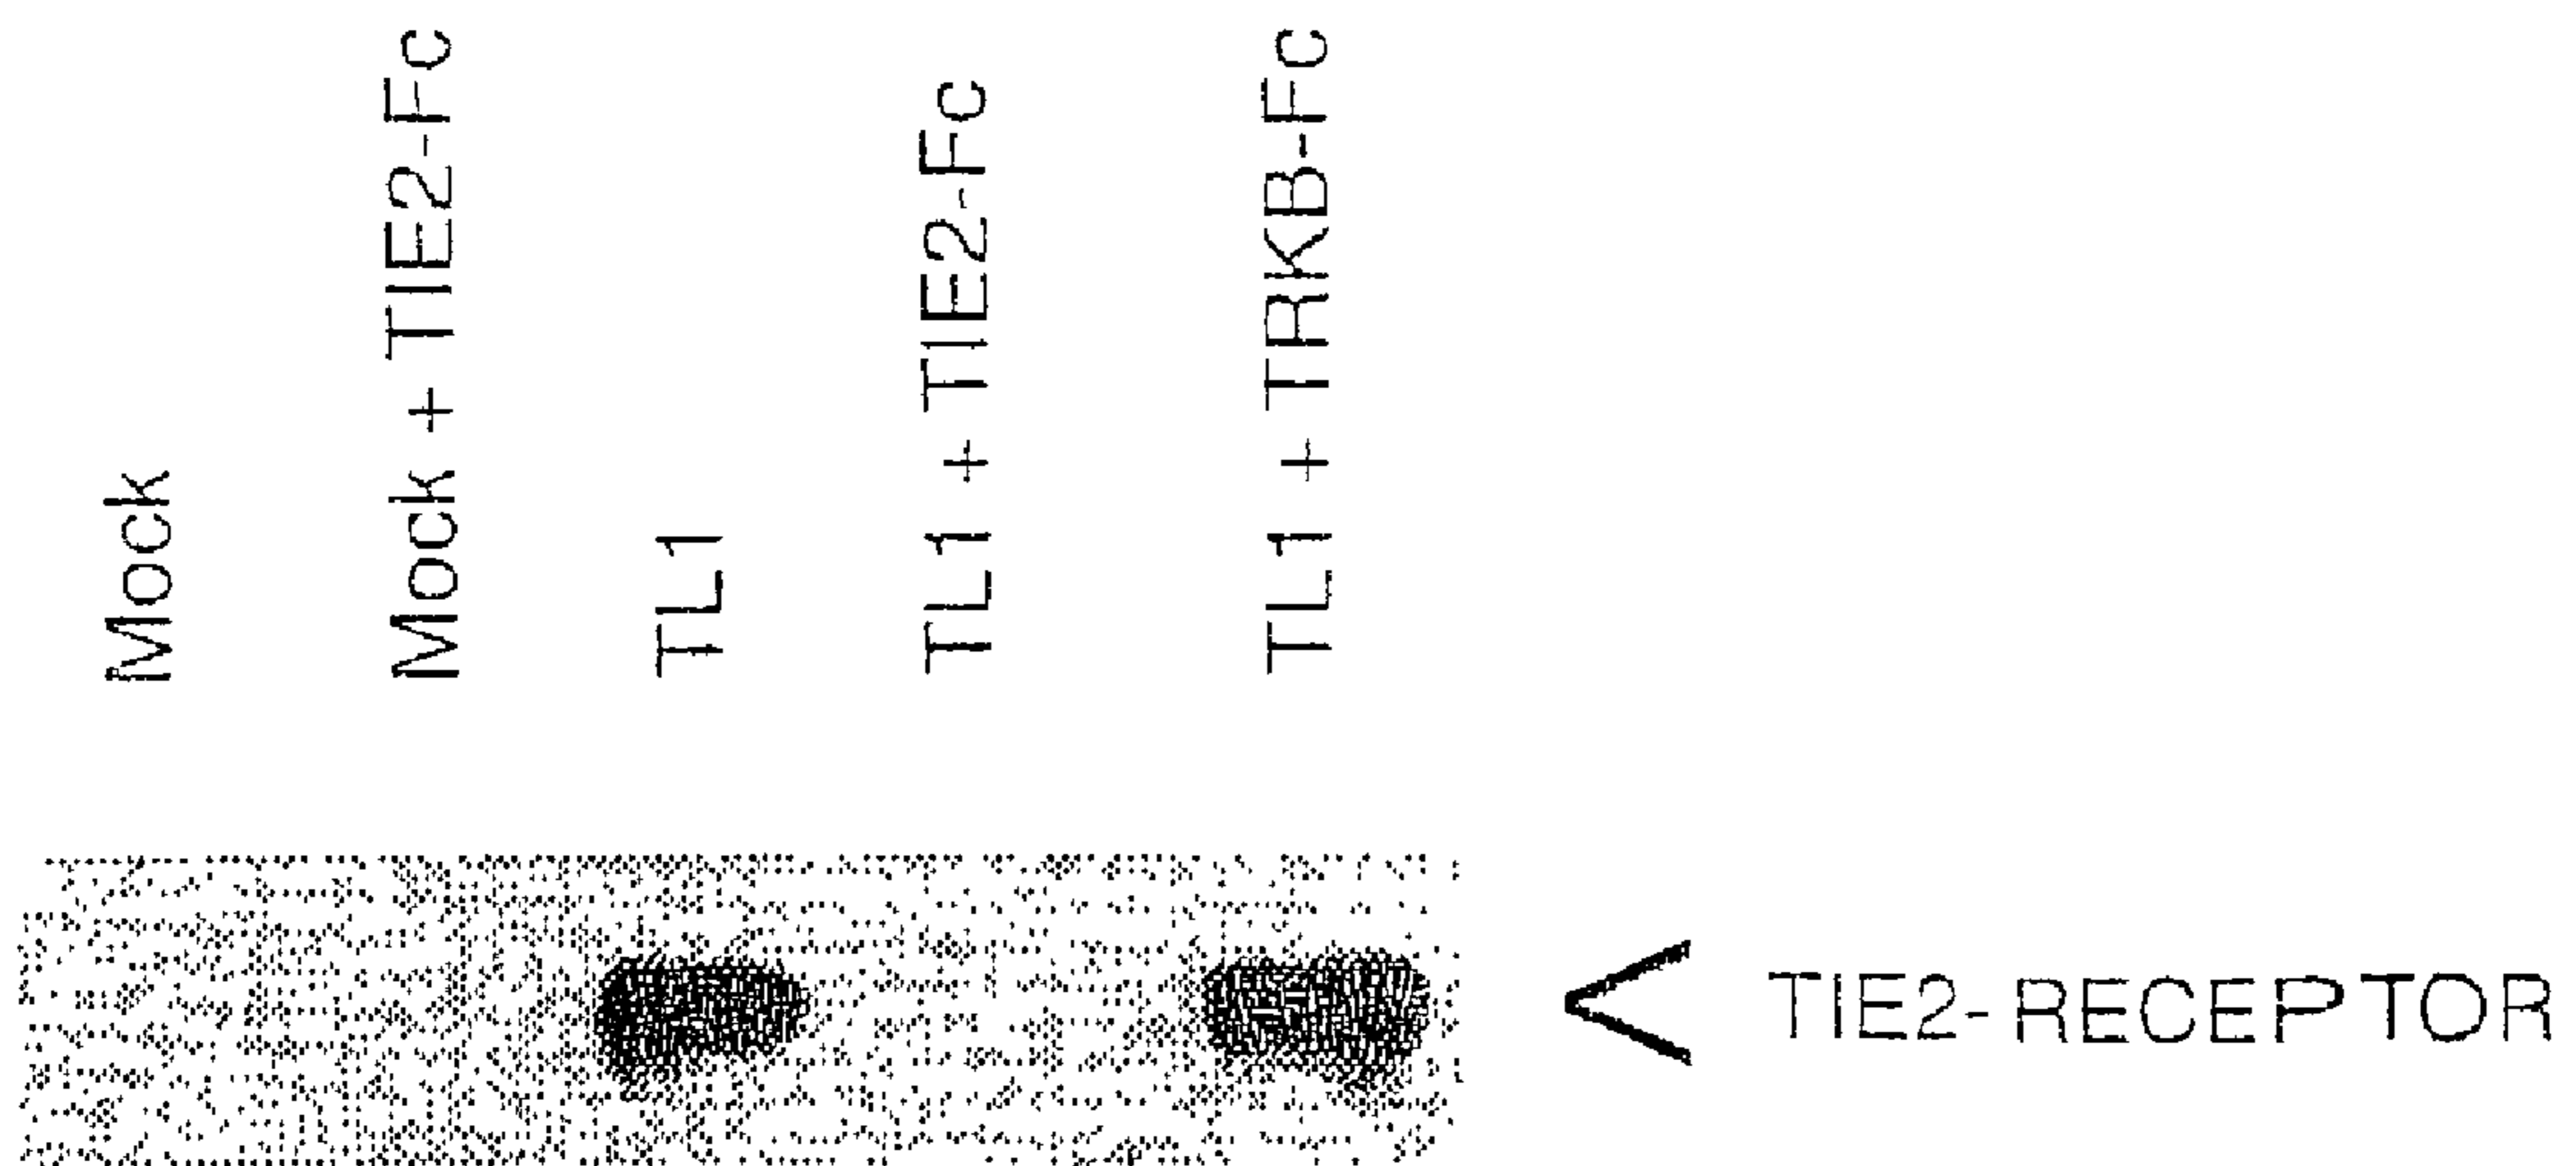 Mock
Mock + TIE2-Fc
TL1
TL1 + TIE2-Fc
TL1 + TRKB-Fc
< TIE2-RECEPTOR